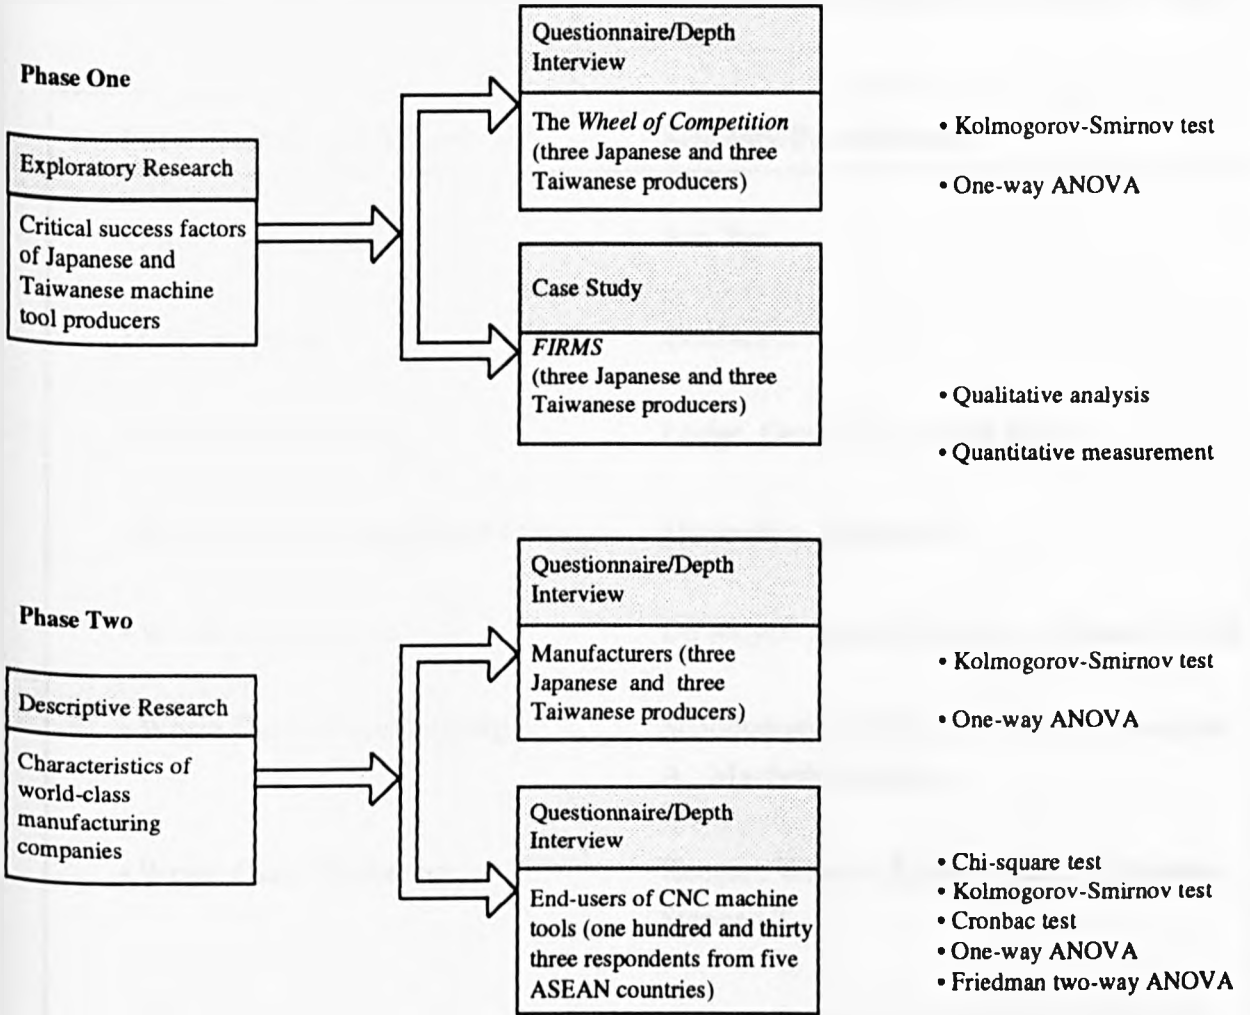 Phase One
Exploratory Research
Critical success factors
of Japanese and
Taiwanese machine
tool producers
Questionnaire/Depth
Interview
The Wheel of Competition
(three Japanese and three
Taiwanese producers)
• Kolmogorov-Smirnov test
• One-way ANOVA
Case Study
FIRMS
(three Japanese and three
Taiwanese producers)
• Qualitative analysis
• Quantitative measurement
Phase Two
Descriptive Research
Characteristics of
world-class
manufacturing
companies
Questionnaire/Depth
Interview
Manufacturers (three
Japanese and three
Taiwanese producers)
• Kolmogorov-Smirnov test
• One-way ANOVA
Questionnaire/Depth
Interview
End-users of CNC machine
tools (one hundred and thirty
three respondents from five
ASEAN countries)
• Chi-square test
• Kolmogorov-Smirnov test
• Cronbac test
• One-way ANOVA
• Friedman two-way ANOVA